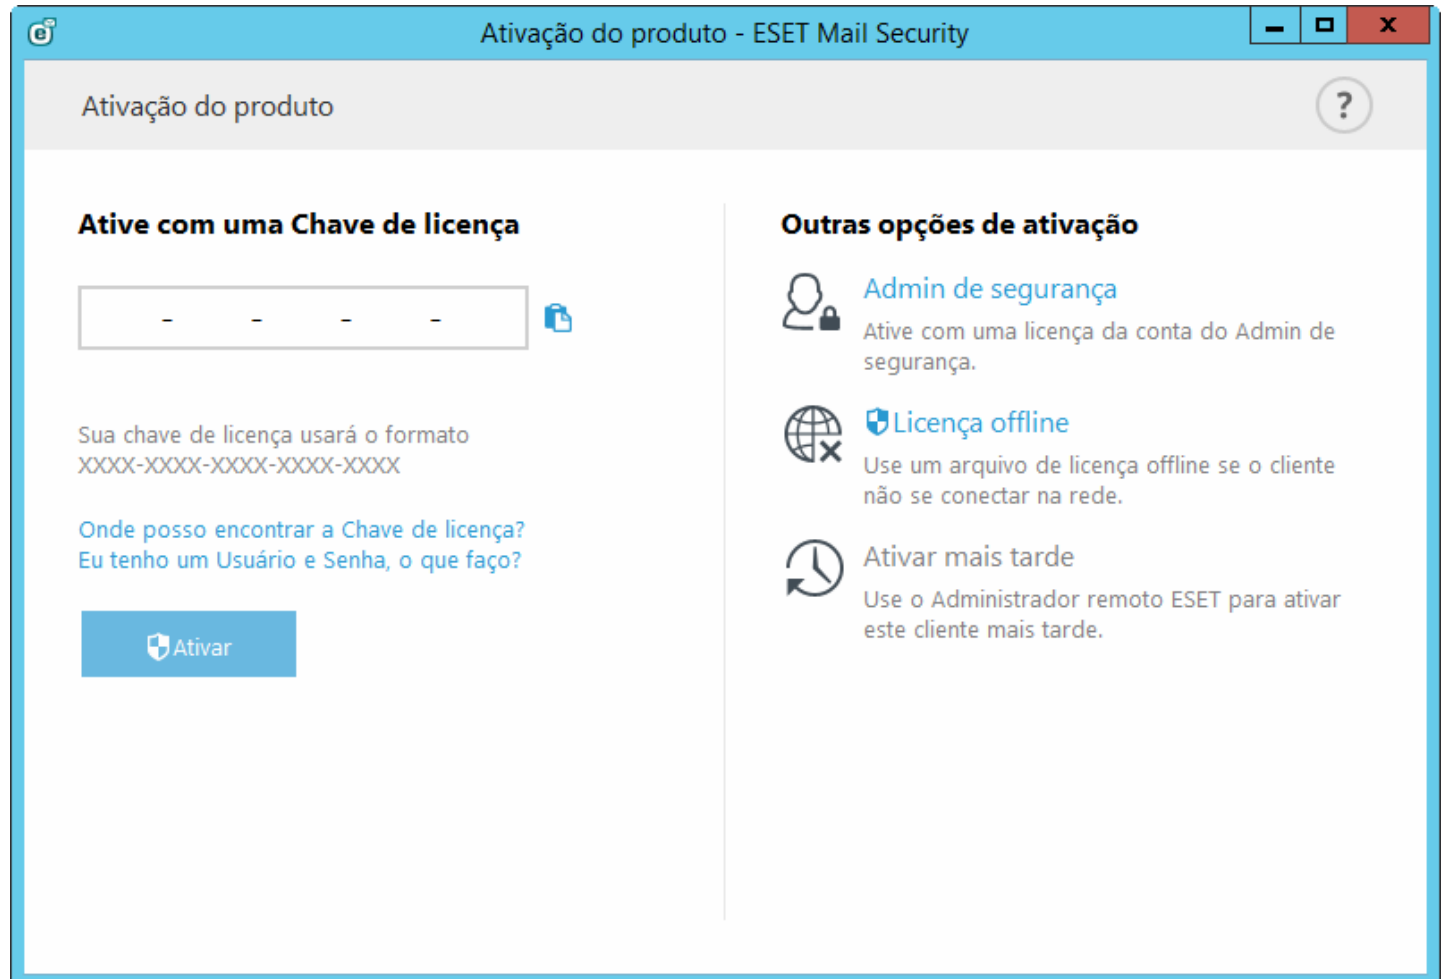 Ativação do produto - ESET Mail Security
Ativação do produto
?
Ative com uma Chave de licença
- - - -
Sua chave de licença usará o formato
XXXX-XXXX-XXXX-XXXX-XXXX
Onde posso encontrar a Chave de licença?
Eu tenho um Usuário e Senha, o que faço?
Ativar
Outras opções de ativação
Admin de segurança
Ative com uma licença da conta do Admin de
segurança.
Licença offline
Use um arquivo de licença offline se o cliente
não se conectar na rede.
Ativar mais tarde
Use o Administrador remoto ESET para ativar
este cliente mais tarde.